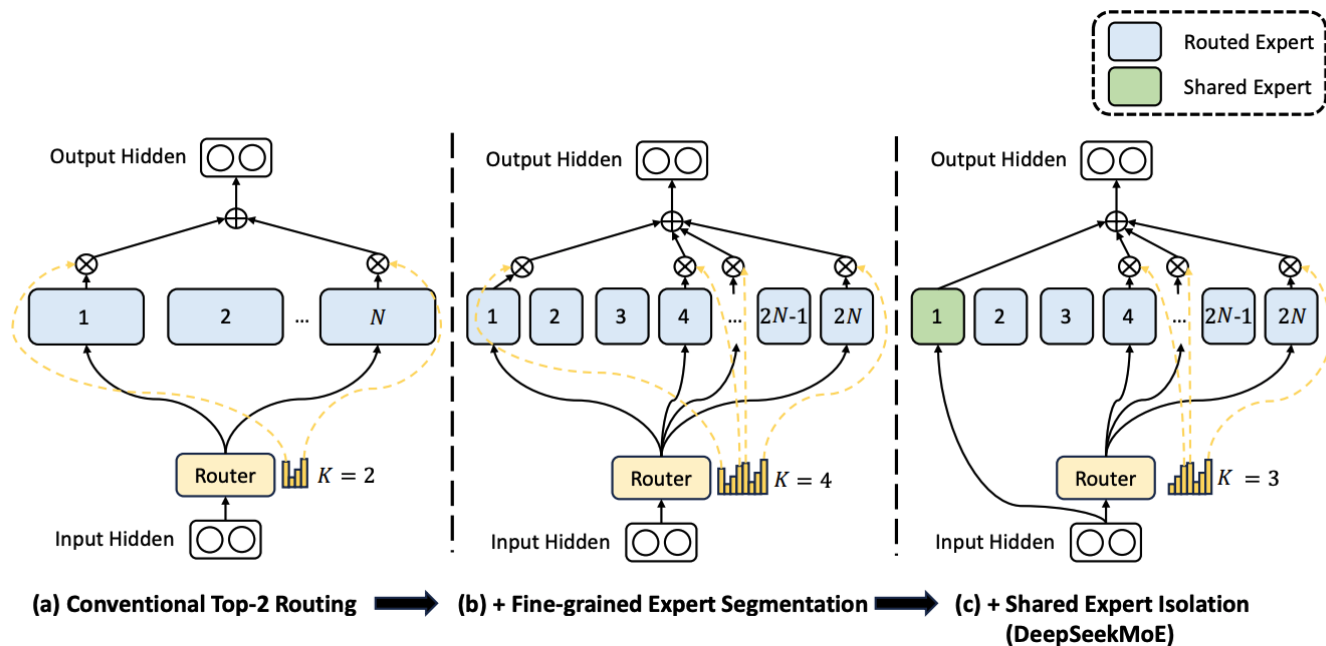 Routed Expert
Shared Expert
Output Hidden
1
2
...
N
Router
K = 2
Input Hidden
(a) Conventional Top-2 Routing
Output Hidden
1
2
3
4
...
2N-1
2N
Router
K = 4
Input Hidden
(b) + Fine-grained Expert Segmentation
Output Hidden
1
2
3
4
...
2N-1
2N
Router
K = 3
Input Hidden
(c) + Shared Expert Isolation
(DeepSeekMoE)